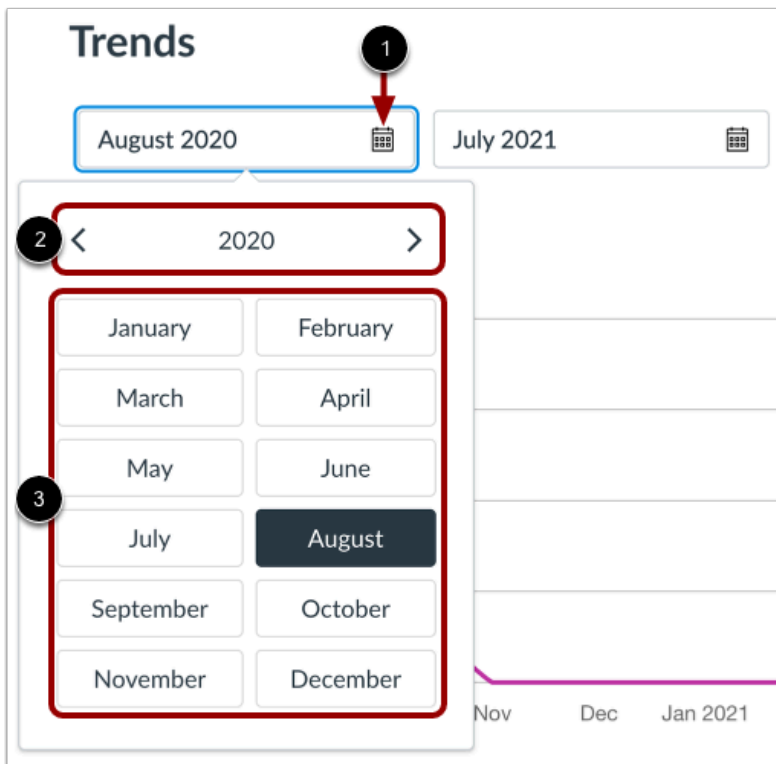 Trends
1
August 2020 July 2021
2 2020
January February
March April
May June
3
July August
September October
November December
Nov Dec Jan 2021